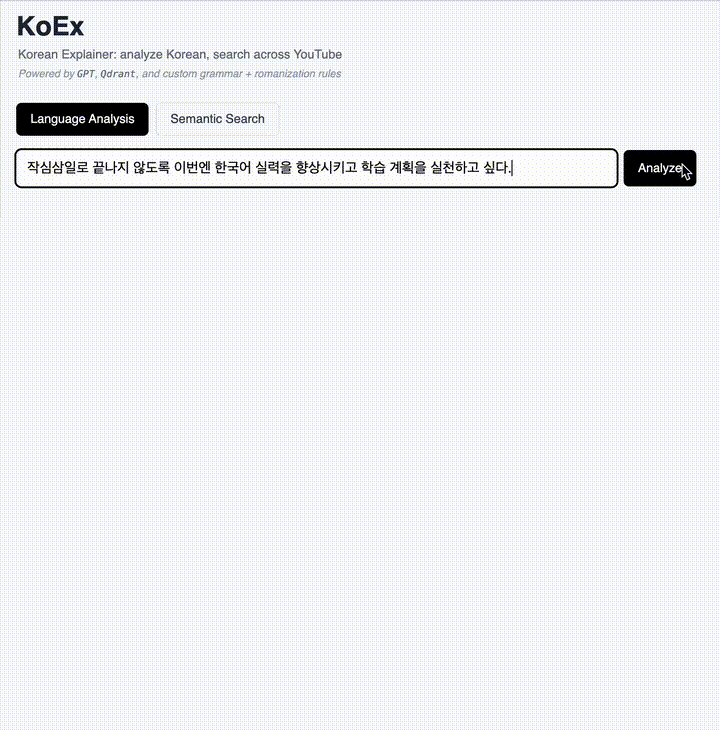 KoEx
Korean Explainer: analyze Korean, search across YouTube
Powered by GPT, Qdrant, and custom grammar + romanization rules
Language Analysis Semantic Search
작심삼일로 끝나지 않도록 이번엔 한국어 실력을 향상시키고 학습 계획을 실천하고 싶다. Analyze